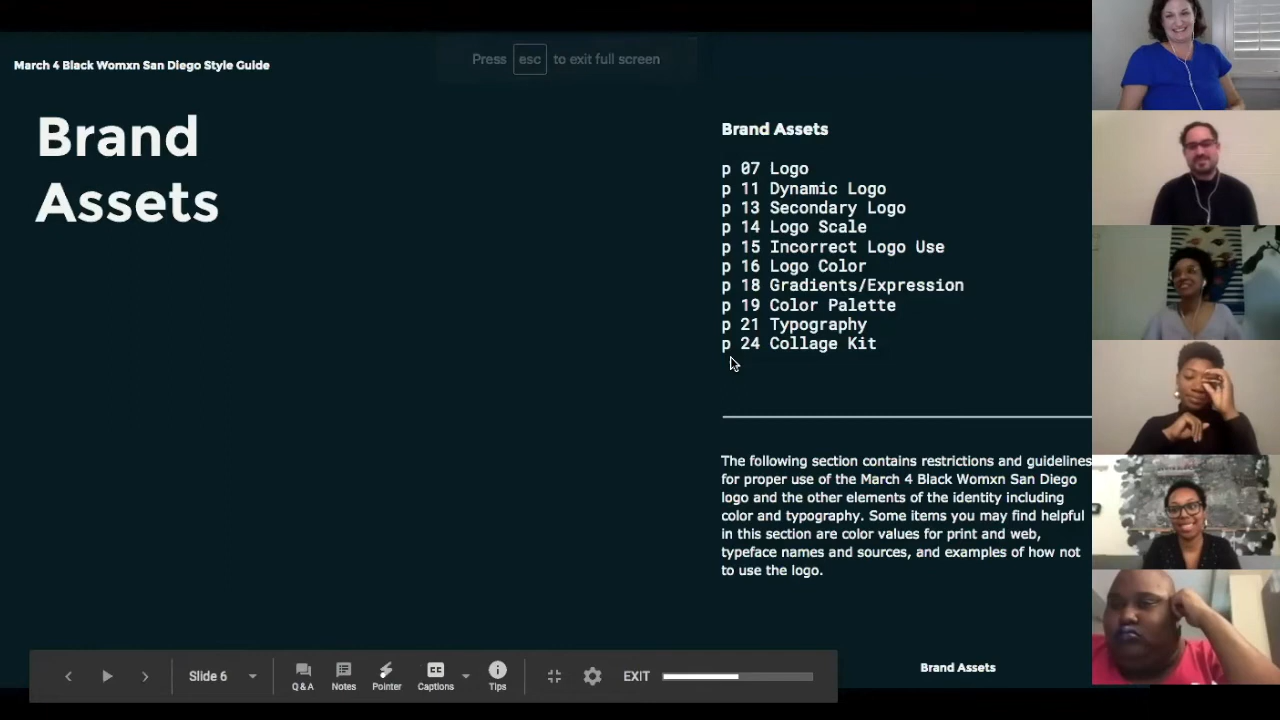 March 4 Black Womxn San Diego Style Guide
Press esc to exit full screen
Brand
Assets
Brand Assets
p 07 Logo
p 11 Dynamic Logo
p 13 Secondary Logo
p 14 Logo Scale
p 15 Incorrect Logo Use
p 16 Logo Color
p 18 Gradients/Expression
p 19 Color Palette
p 21 Typography
p 24 Collage Kit
The following section contains restrictions and guidelines
for proper use of the March 4 Black Womxn San Diego
logo and the other elements of the identity including
color and typography. Some items you may find helpful
in this section are color values for print and web,
typeface names and sources, and examples of how not
to use the logo.
Brand Assets
Slide 6
Q & A
Notes
Pointer
CC
Captions
Tips
EXIT